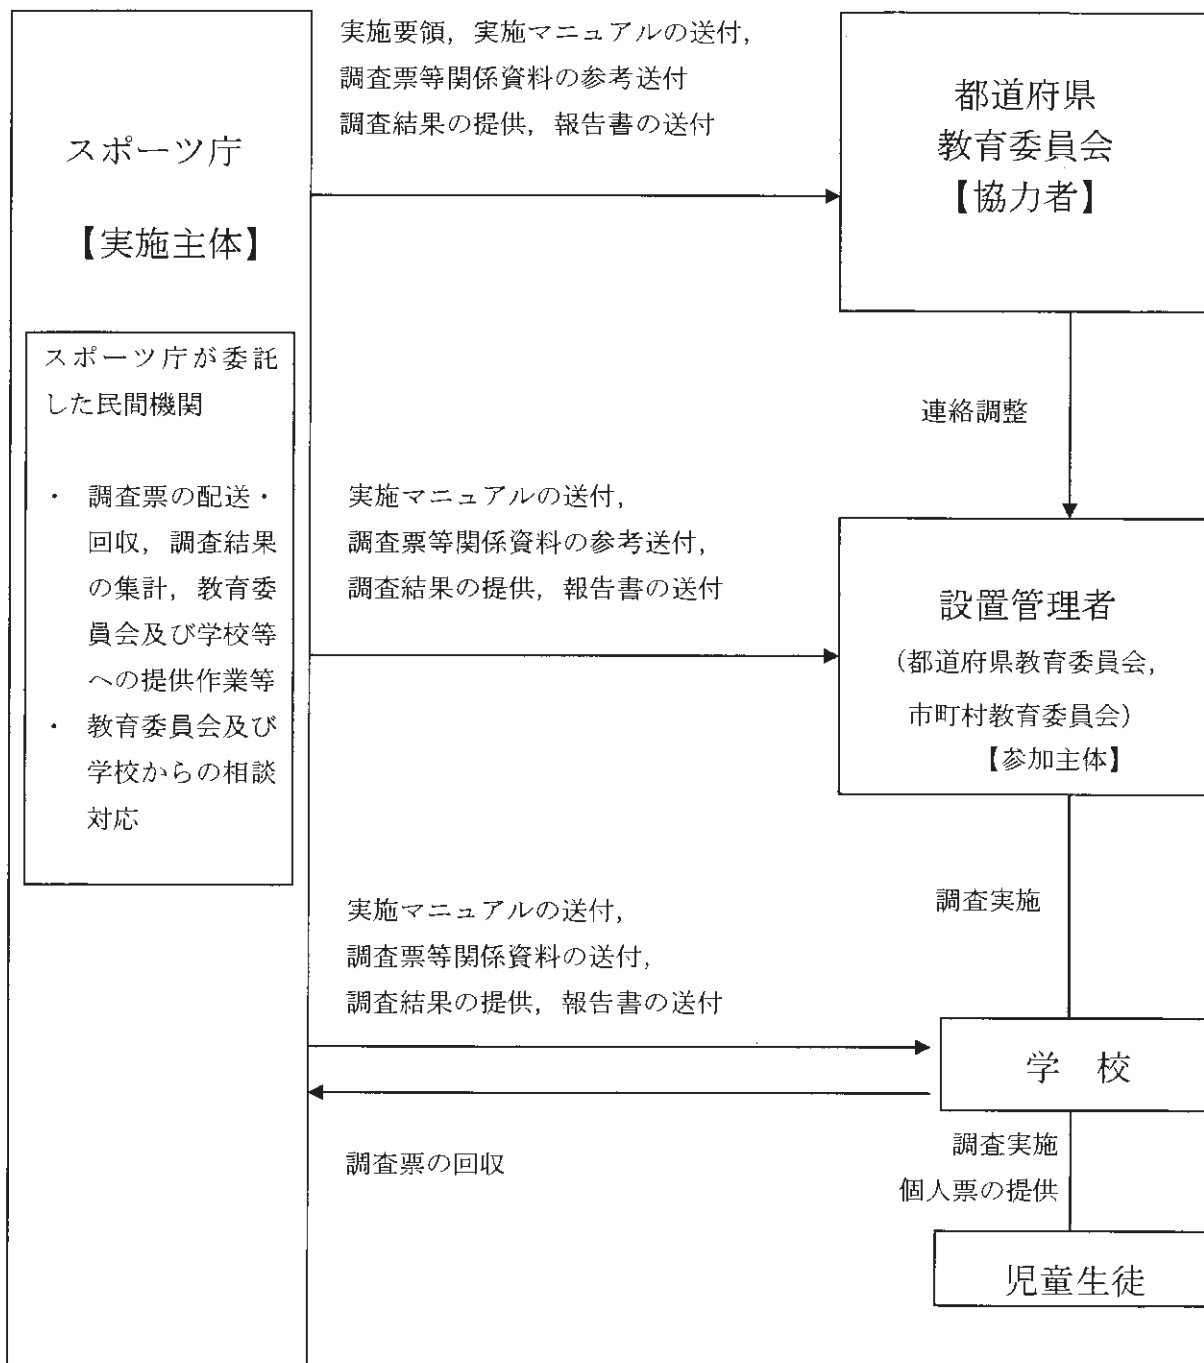 スポーツ庁
【実施主体】
スポーツ庁が委託
した民間機関
・ 調査票の配送・
回収，調査結果
の集計，教育委
員会及び学校等
への提供作業等
・ 教育委員会及び
学校からの相談
対応
実施要領，実施マニュアルの送付，
調査票等関係資料の参考送付
調査結果の提供，報告書の送付
都道府県
教育委員会
【協力者】
連絡調整
実施マニュアルの送付，
調査票等関係資料の参考送付，
調査結果の提供，報告書の送付
設置管理者
（都道府県教育委員会，
市町村教育委員会）
【参加主体】
調査実施
実施マニュアルの送付，
調査票等関係資料の送付，
調査結果の提供，報告書の送付
学　校
調査票の回収
調査実施
個人票の提供
児童生徒